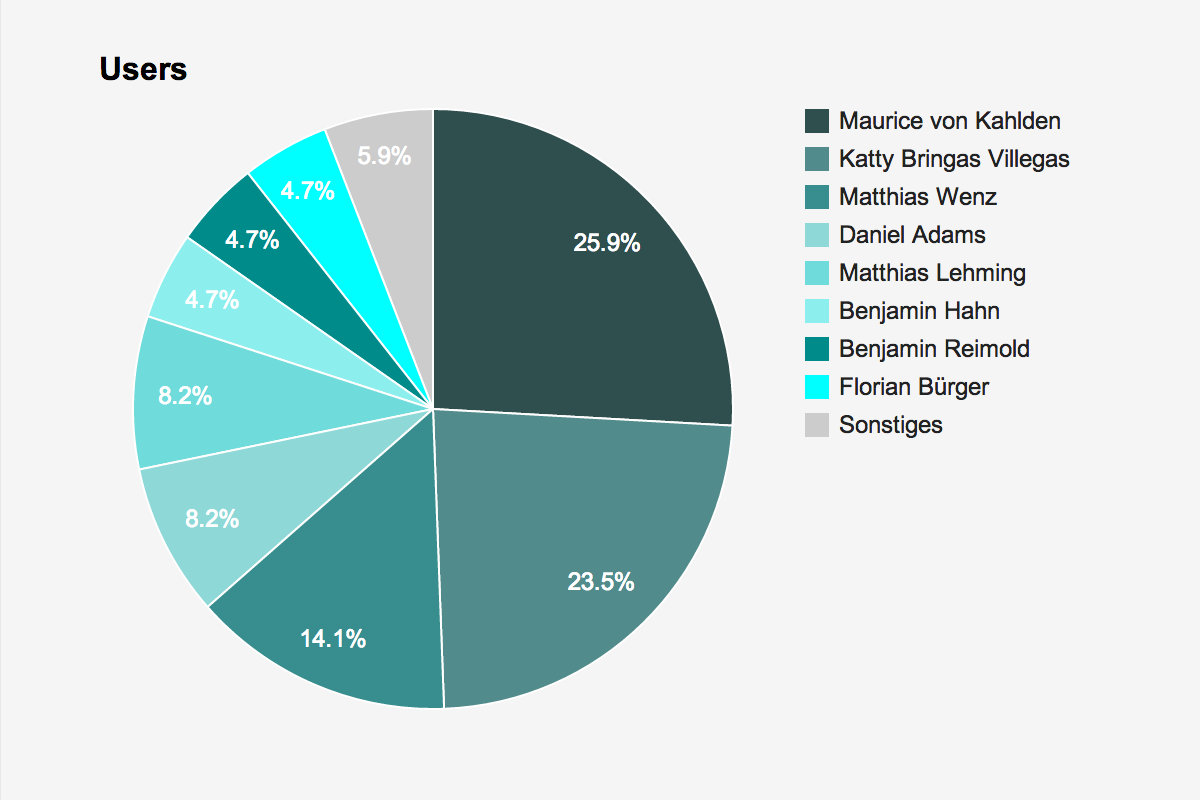 Users
5.9%
4.7%
4.7%
4.7%
8.2%
8.2%
14.1%
23.5%
25.9%
Maurice von Kahlden
Katty Bringas Villegas
Matthias Wenz
Daniel Adams
Matthias Lehming
Benjamin Hahn
Benjamin Reimold
Florian Bürger
Sonstiges